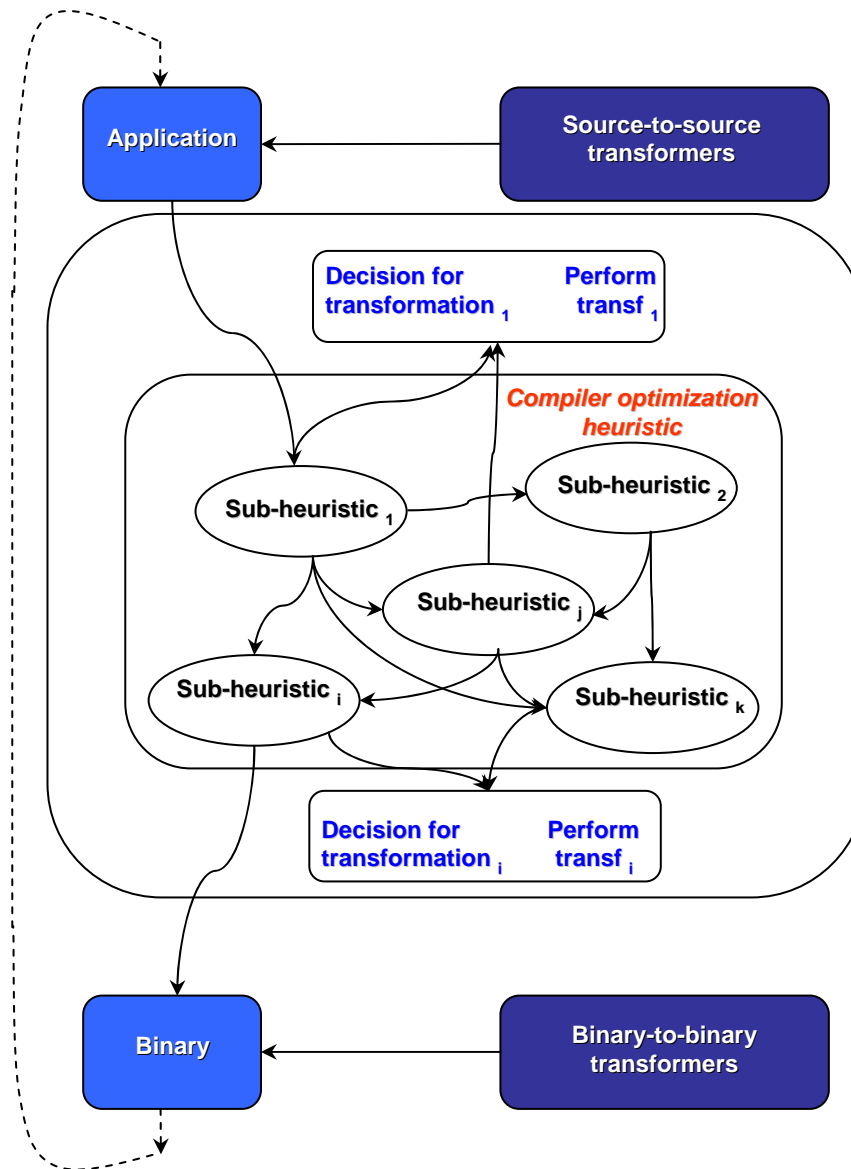 Application
Source-to-source
transformers
Decision for Perform
transformation 1 transf 1
Compiler optimization
heuristic
Sub-heuristic 1
Sub-heuristic 2
Sub-heuristic j
Sub-heuristic i
Sub-heuristic k
Decision for Perform
transformation i transf i
Binary
Binary-to-binary
transformers